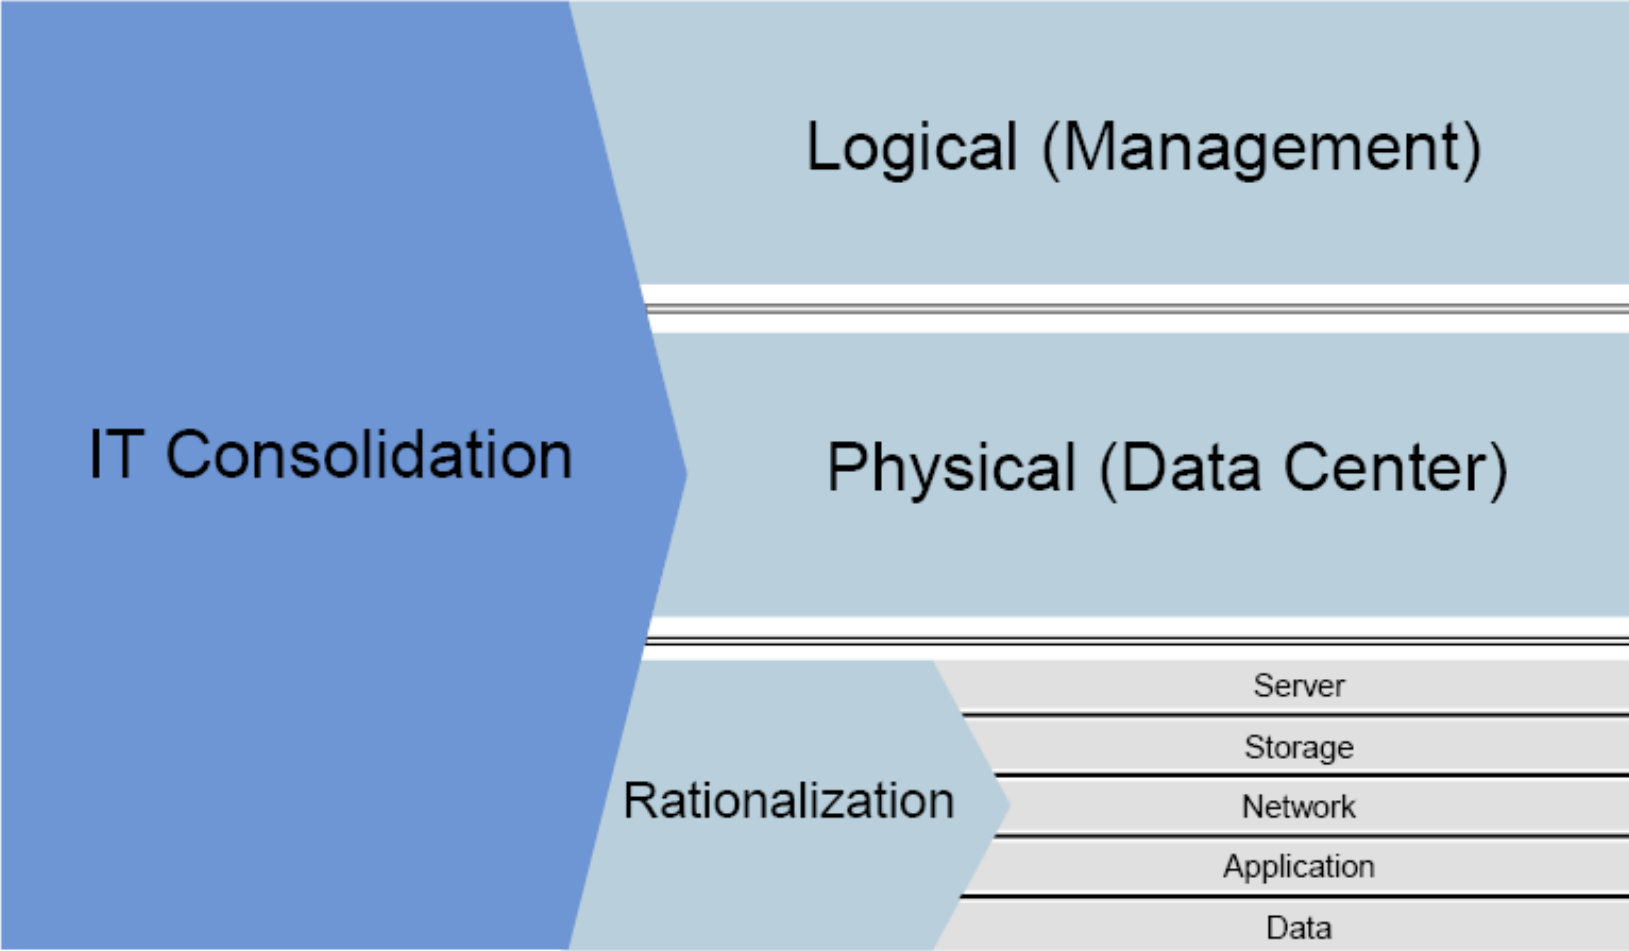 Logical (Management)
IT Consolidation
Physical (Data Center)
Rationalization
Server
Storage
Network
Application
Data